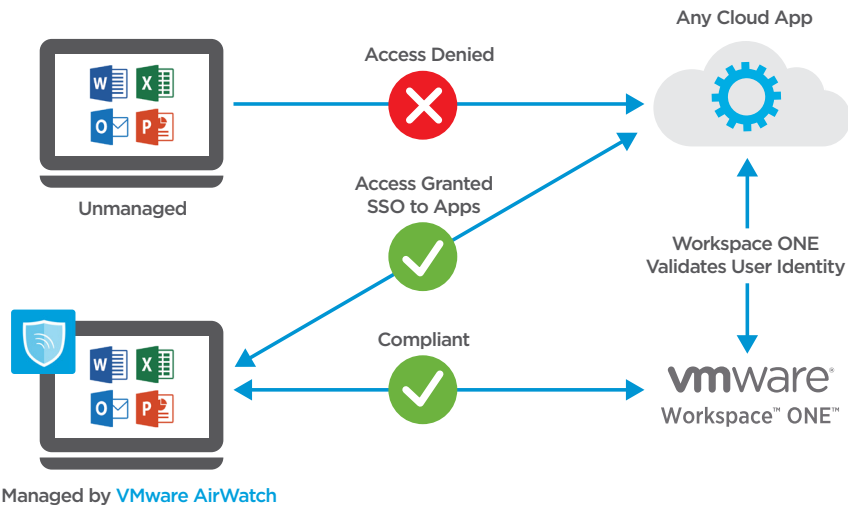 Any Cloud App
Access Denied
W X
O P
Unmanaged
Access Granted
SSO to Apps
Workspace ONE
Validates User Identity
Compliant
W X
O P
vmware®
Workspace™ ONE™
Managed by VMware AirWatch